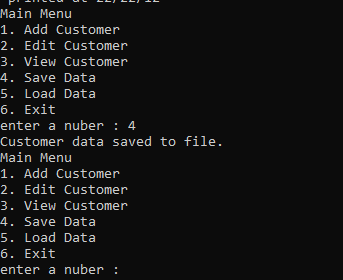 printed at 22/22/12
Main Menu
1. Add Customer
2. Edit Customer
3. View Customer
4. Save Data
5. Load Data
6. Exit
enter a nuber : 4
Customer data saved to file.
Main Menu
1. Add Customer
2. Edit Customer
3. View Customer
4. Save Data
5. Load Data
6. Exit
enter a nuber :